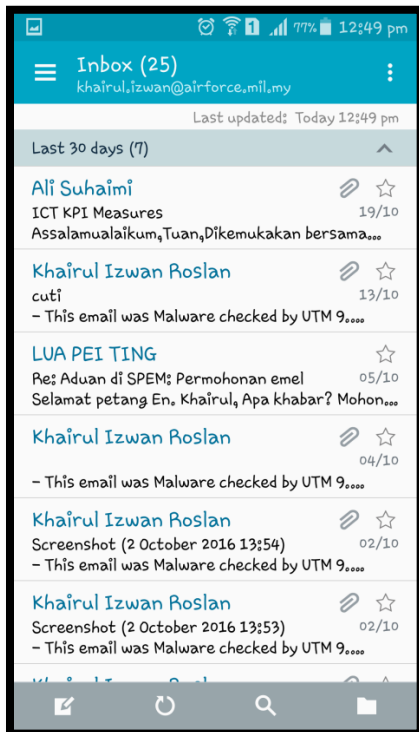 1 77% 12:49 pm
Inbox (25)
khairul.izwan@airforce.mil.my
Last updated: Today 12:49 pm
Last 30 days (7)
Ali Suhaimi
ICT KPI Measures 19/10
Assalamualaikum,Tuan,Dikemukakan bersama...
Khairul Izwan Roslan
cuti 13/10
- This email was Malware checked by UTM 9....
LUA PEI TING
Re: Aduan di SPEM: Permohonan emel 05/10
Selamat petang En. Khairul, Apa khabar? Mohon...
Khairul Izwan Roslan
04/10
- This email was Malware checked by UTM 9....
Khairul Izwan Roslan
Screenshot (2 October 2016 13:54) 02/10
- This email was Malware checked by UTM 9....
Khairul Izwan Roslan
Screenshot (2 October 2016 13:53) 02/10
- This email was Malware checked by UTM 9....